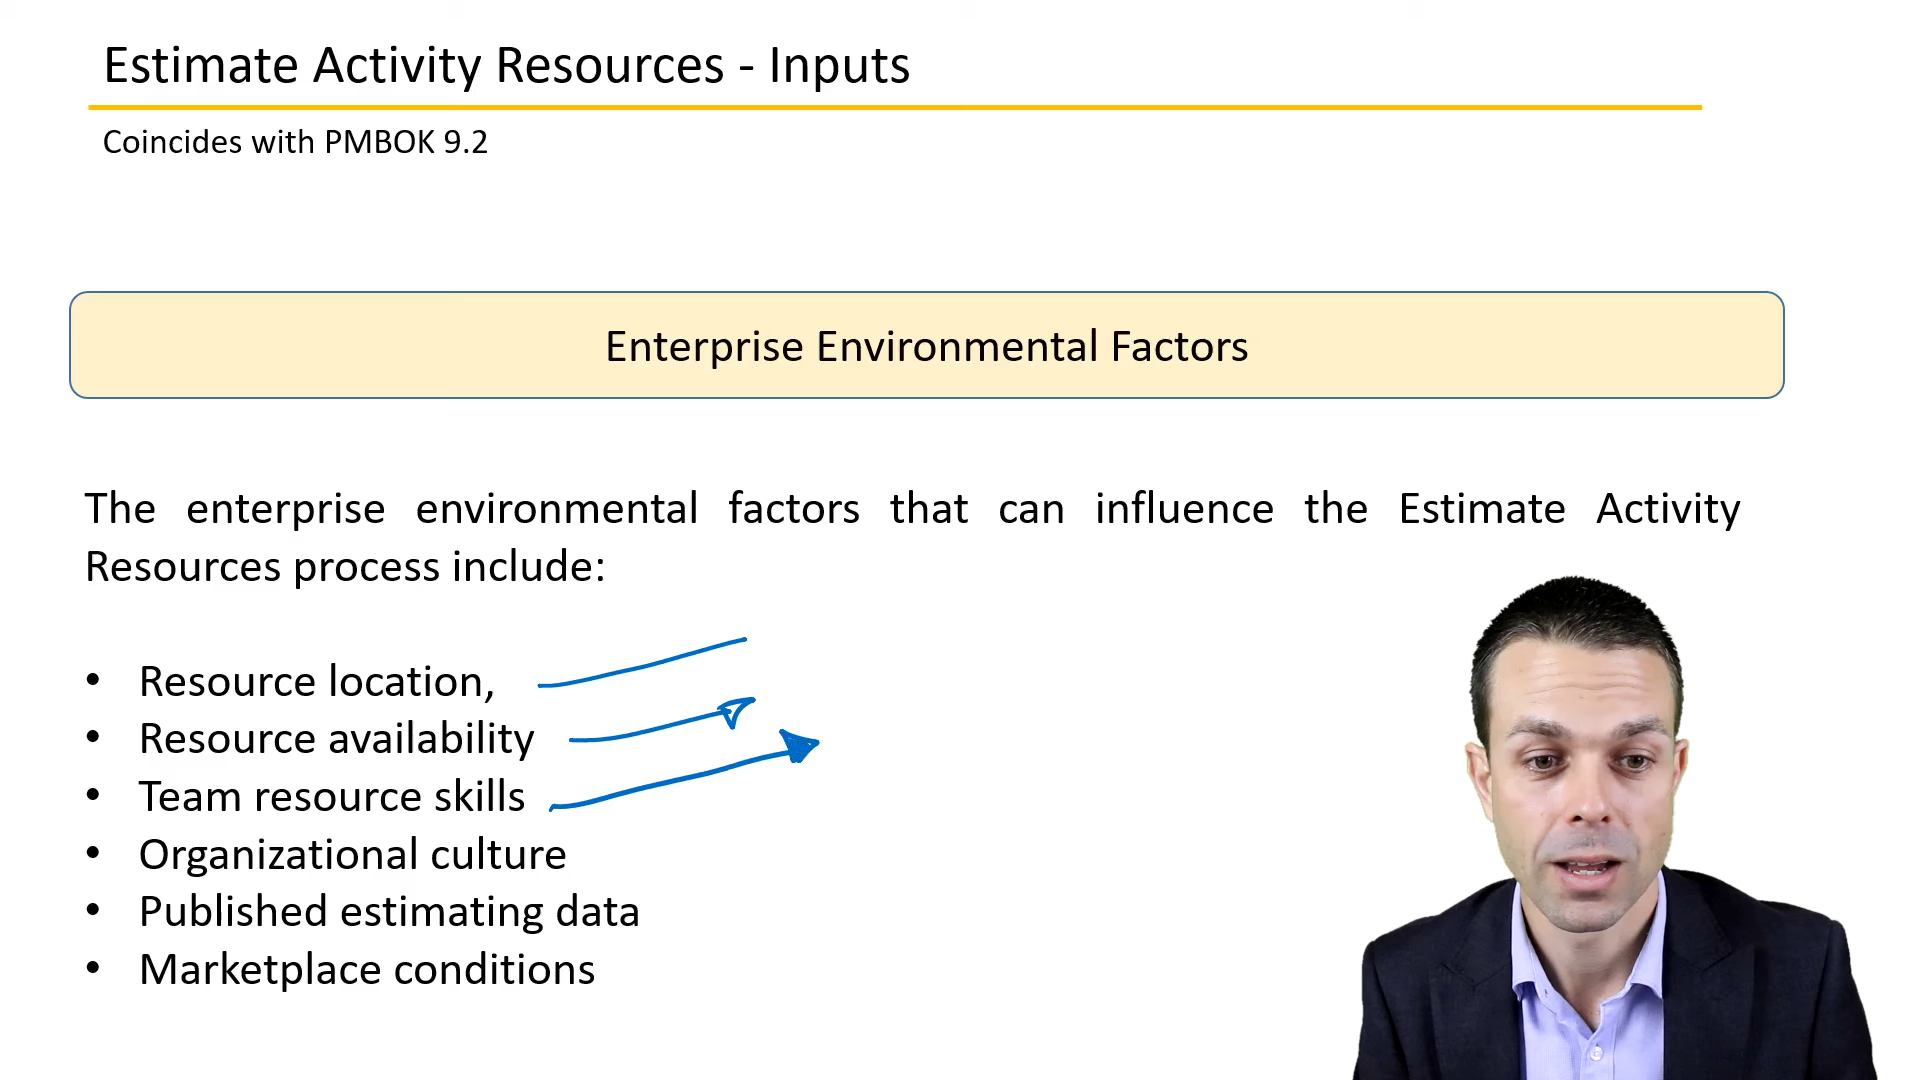 Estimate Activity Resources - Inputs
Coincides with PMBOK 9.2
Enterprise Environmental Factors
The enterprise environmental factors that can influence the Estimate Activity
Resources process include:
• Resource location,
• Resource availability
• Team resource skills
• Organizational culture
• Published estimating data
• Marketplace conditions